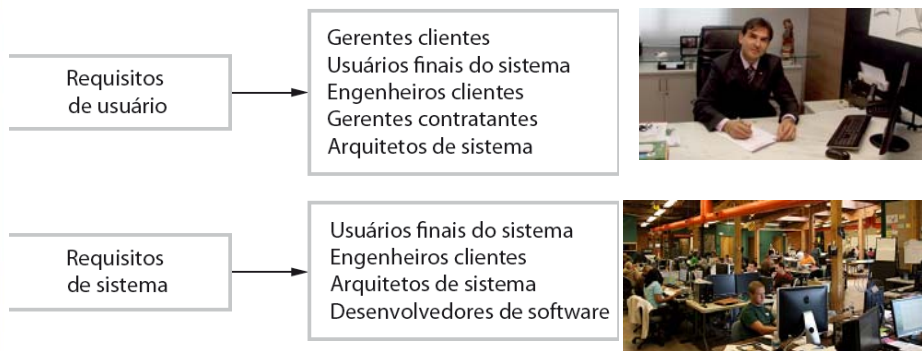 Requisitos
de usuário
Gerentes clientes
Usuários finais do sistema
Engenheiros clientes
Gerentes contratantes
Arquitetos de sistema
Requisitos
de sistema
Usuários finais do sistema
Engenheiros clientes
Arquitetos de sistema
Desenvolvedores de software